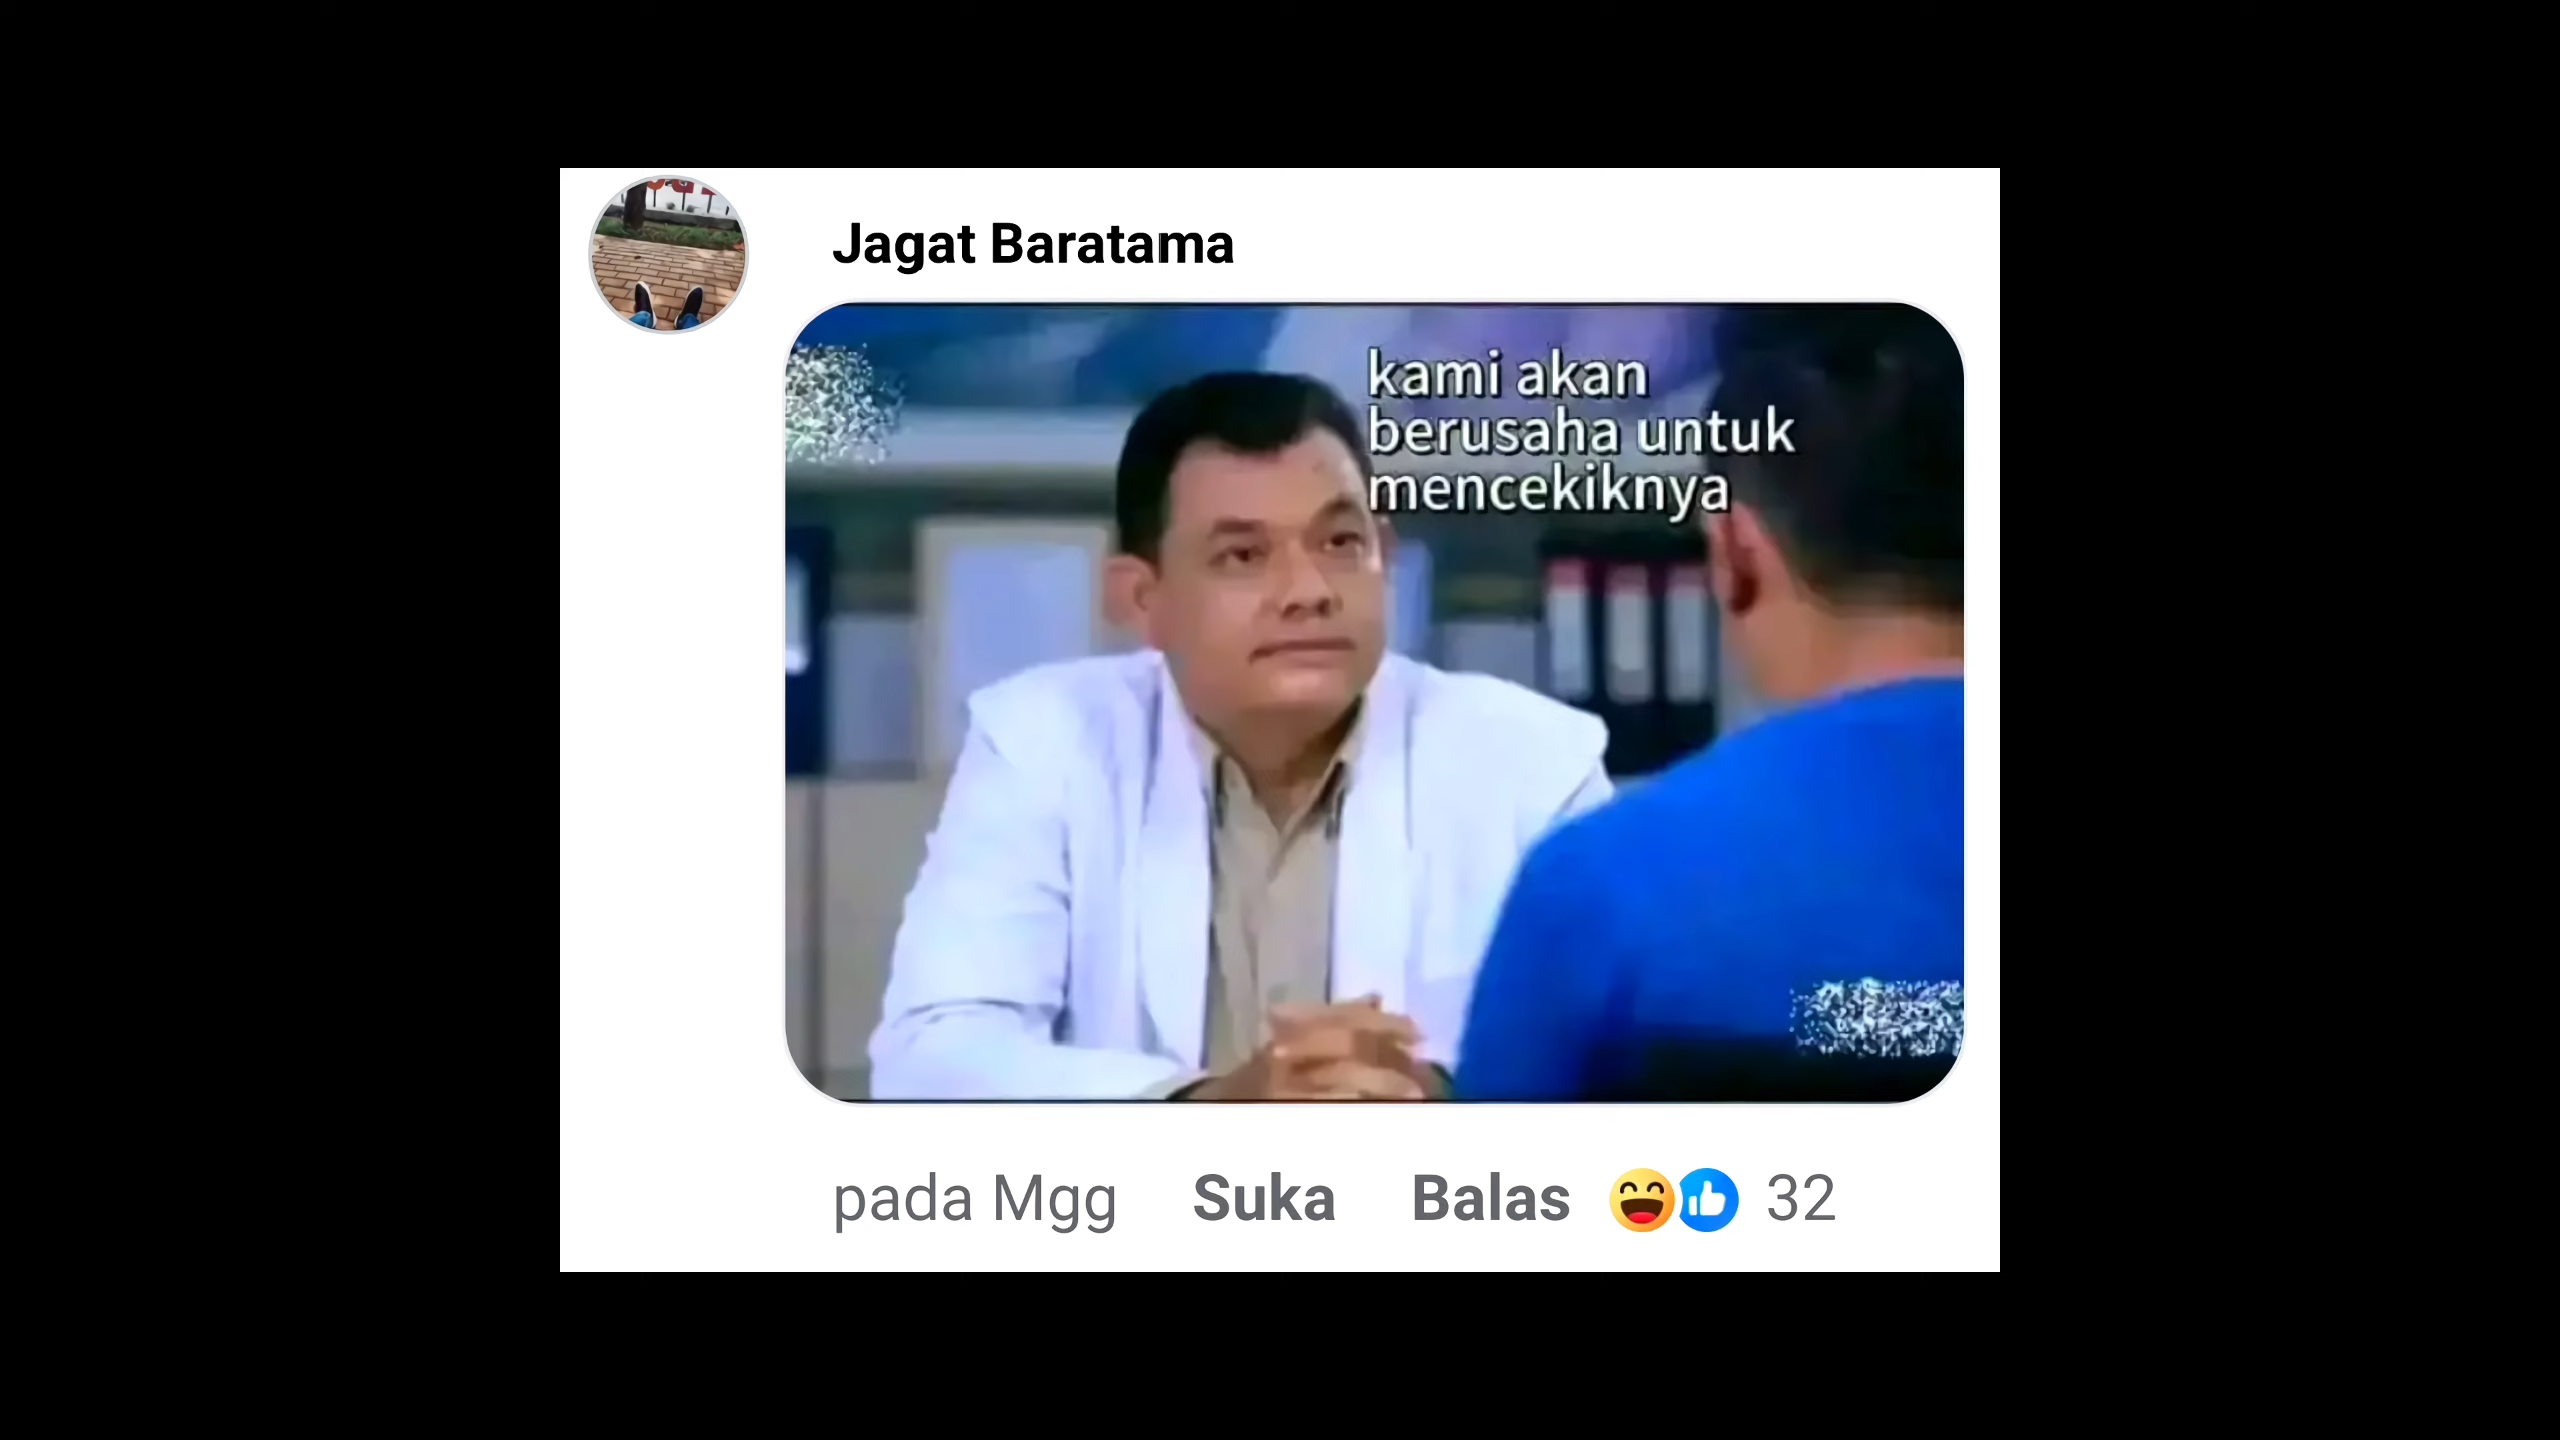 Jagat Baratama
kami akan
berusaha untuk
mencekiknya
pada Mgg Suka Balas 32